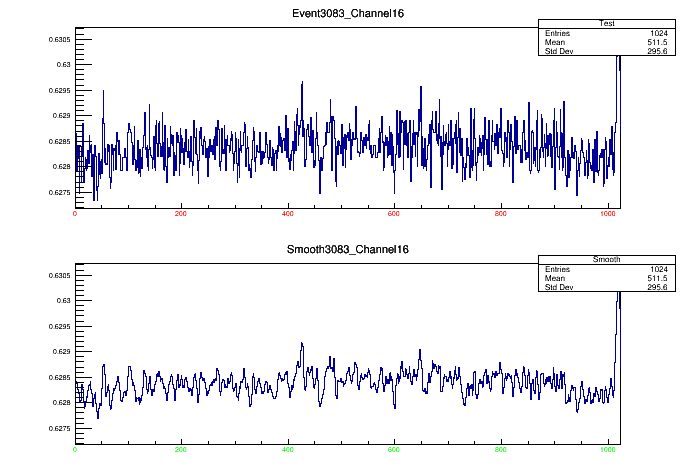 Event3083_Channel16
Test
Entries 1024
Mean 511.5
Std Dev 295.6
0.6305
0.63
0.6295
0.629
0.6285
0.628
0.6275
0 200 400 600 800 1000
Smooth3083_Channel16
Smooth
Entries 1024
Mean 511.5
Std Dev 295.6
0.6305
0.63
0.6295
0.629
0.6285
0.628
0.6275
0 200 400 600 800 1000